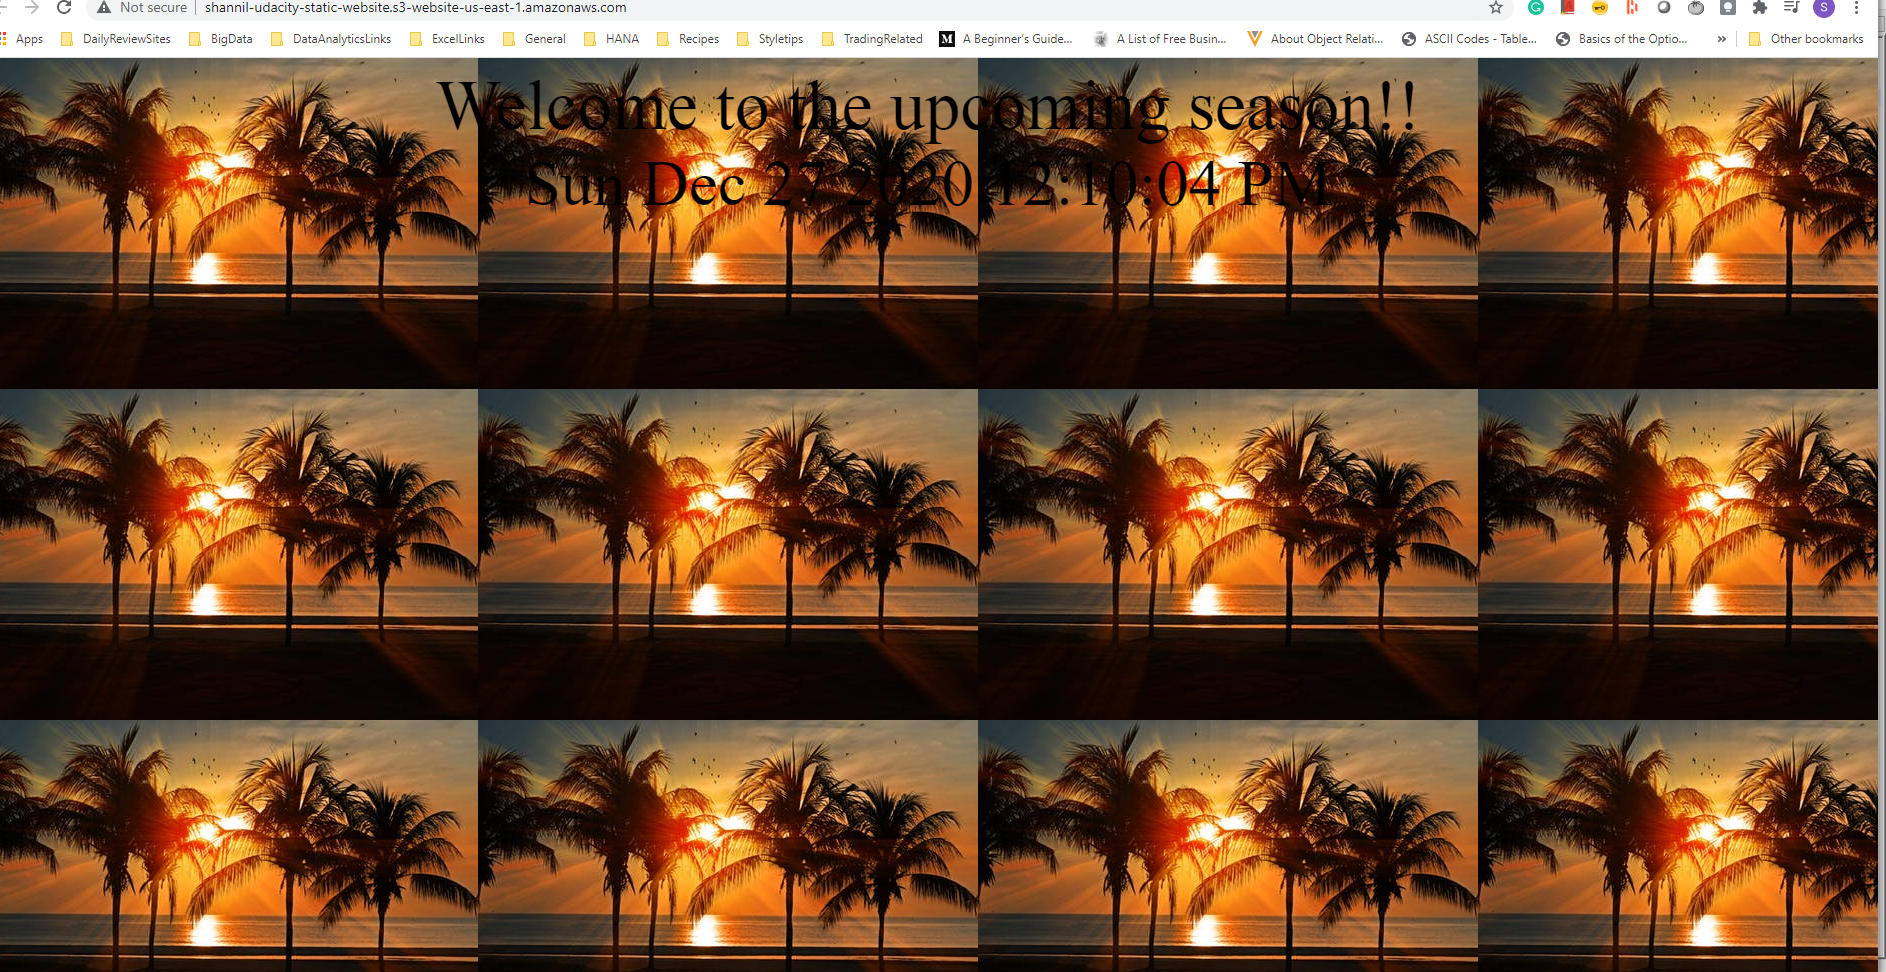 Not secure shannil-udacity-static-website.s3-website-us-east-1.amazonaws.com S
Apps DailyReviewSites BigData DataAnalyticsLinks ExcelLinks General HANA Recipes Styletips TradingRelated M A Beginner's Guide... A List of Free Busin... About Object Relati... ASCII Codes - Table... Basics of the Optio... » Other bookmarks
Welcome to the upcoming season!!
Sun Dec 27 2020 12:10:04 PM